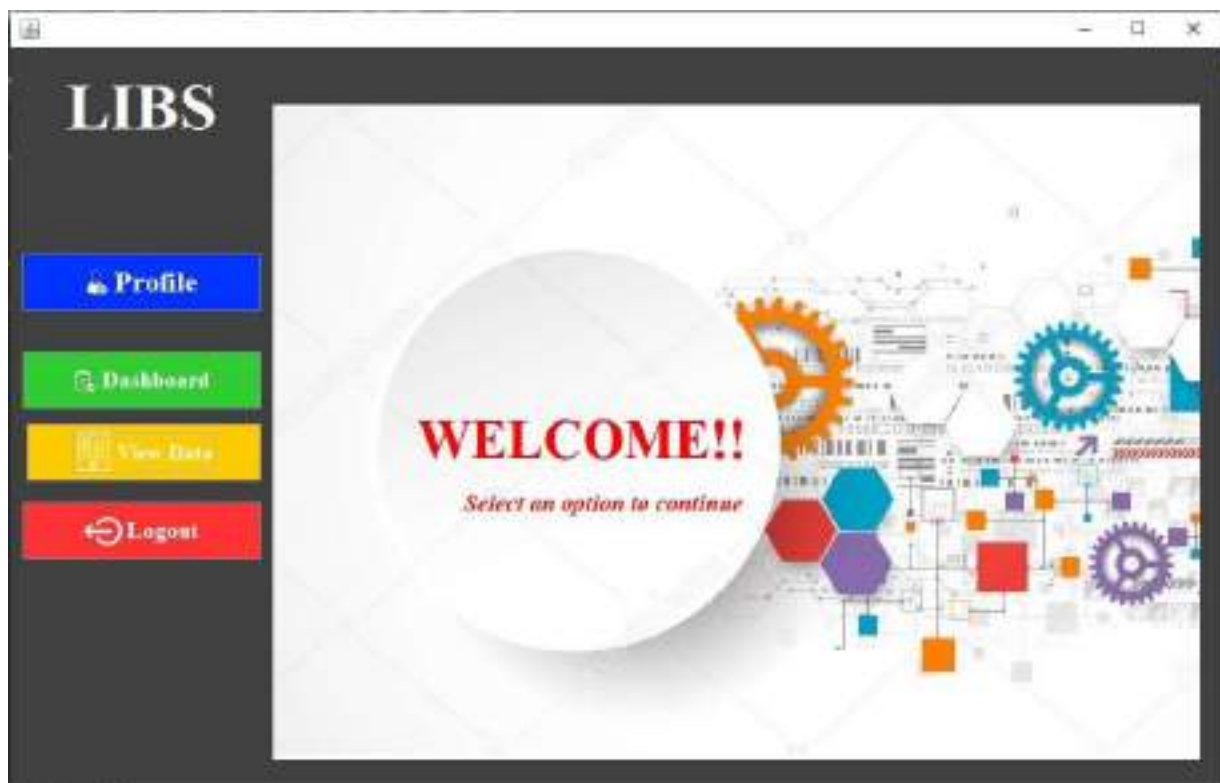 LIBS
Profile
Dashboard
View Data
Logout
WELCOME!!
Select an option to continue